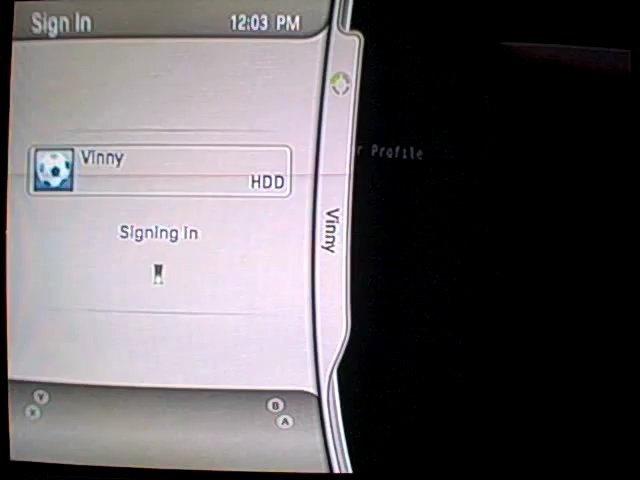 Sign In
12:03 PM
Vinny
HDD
Signing in
Vinny
r Profile
Y
X
B
A